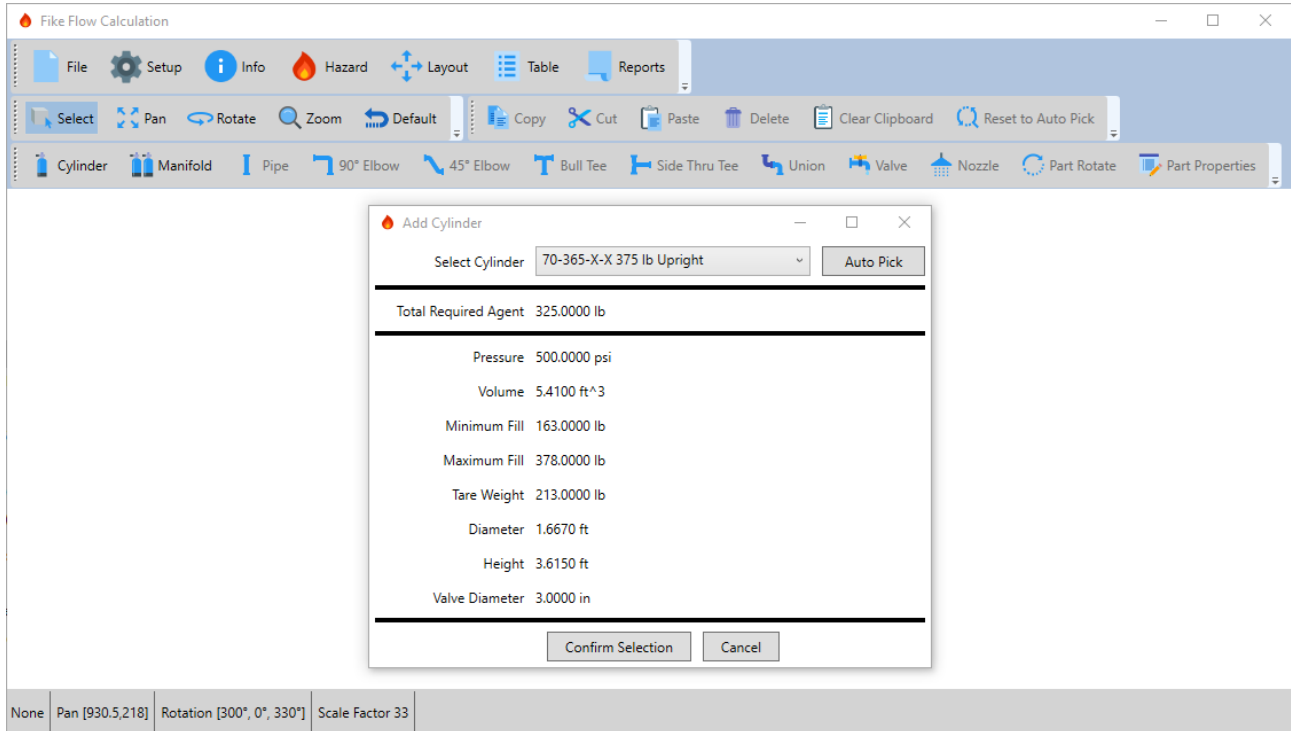 Fike Flow Calculation
File Setup Info Hazard Layout Table Reports
Select Pan Rotate Zoom Default Copy Cut Paste Delete Clear Clipboard Reset to Auto Pick
Cylinder Manifold Pipe 90° Elbow 45° Elbow Bull Tee Side Thru Tee Union Valve Nozzle Part Rotate Part Properties
Add Cylinder
Select Cylinder 70-365-X-X 375 lb Upright Auto Pick
Total Required Agent 325.0000 lb
Pressure 500.0000 psi
Volume 5.4100 ft^3
Minimum Fill 163.0000 lb
Maximum Fill 378.0000 lb
Tare Weight 213.0000 lb
Diameter 1.6670 ft
Height 3.6150 ft
Valve Diameter 3.0000 in
Confirm Selection Cancel
None Pan [930.5,218] Rotation [300°, 0°, 330°] Scale Factor 33